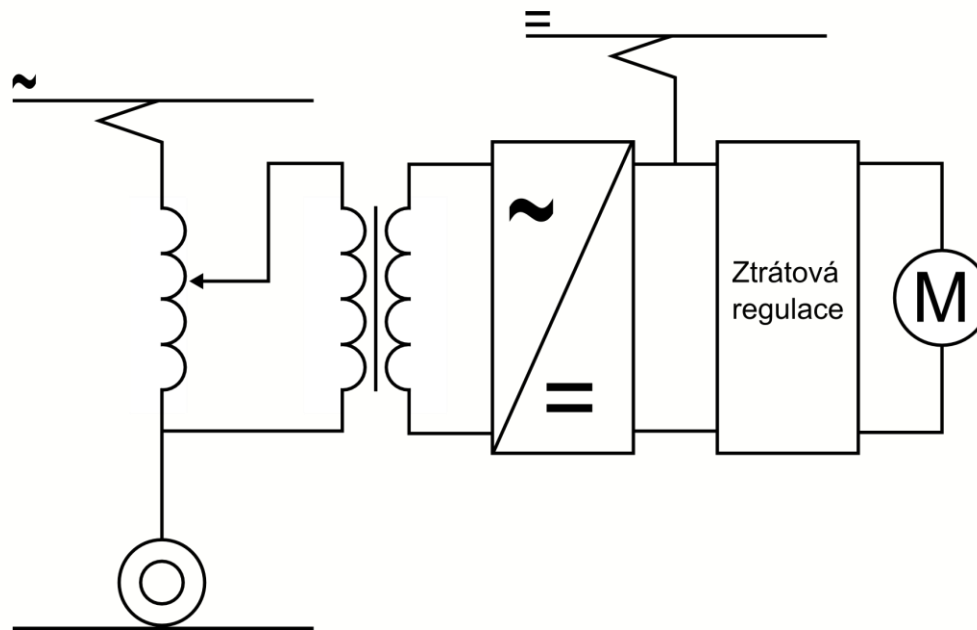 =
~
~
Ztrátová
regulace
M
=